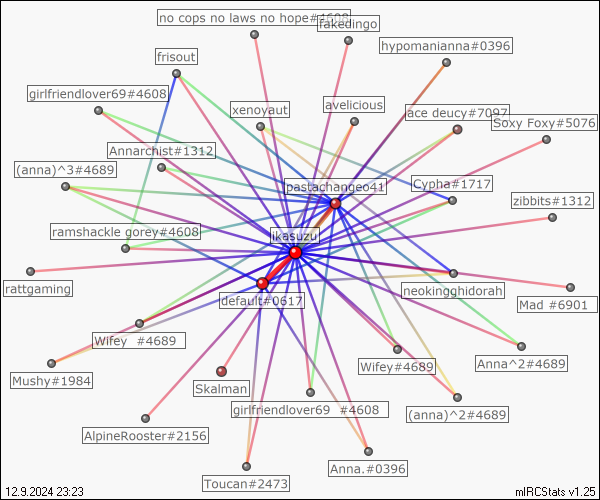 no cops no laws no hope#4608
fakedingo
hypomanianna#0396
frisout
girlfriendlover69#4608
xenoyaut
avelicious
ace deucy#7097
Soxy Foxy#5076
Annarchist#1312
(anna)^3#4689
pastachangeo41
Cypha#1717
zibbits#1312
ramshackle gorey#4608
ikasuzu
rattgaming
default#0617
neokingghidorah
Mad #6901
Wifey #4689
Wifey#4689
Anna^2#4689
Mushy#1984
Skalman
girlfriendlover69 #4608
(anna)^2#4689
AlpineRooster#2156
Toucan#2473
Anna.#0396
12.9.2024 23:23
mIRCStats v1.25